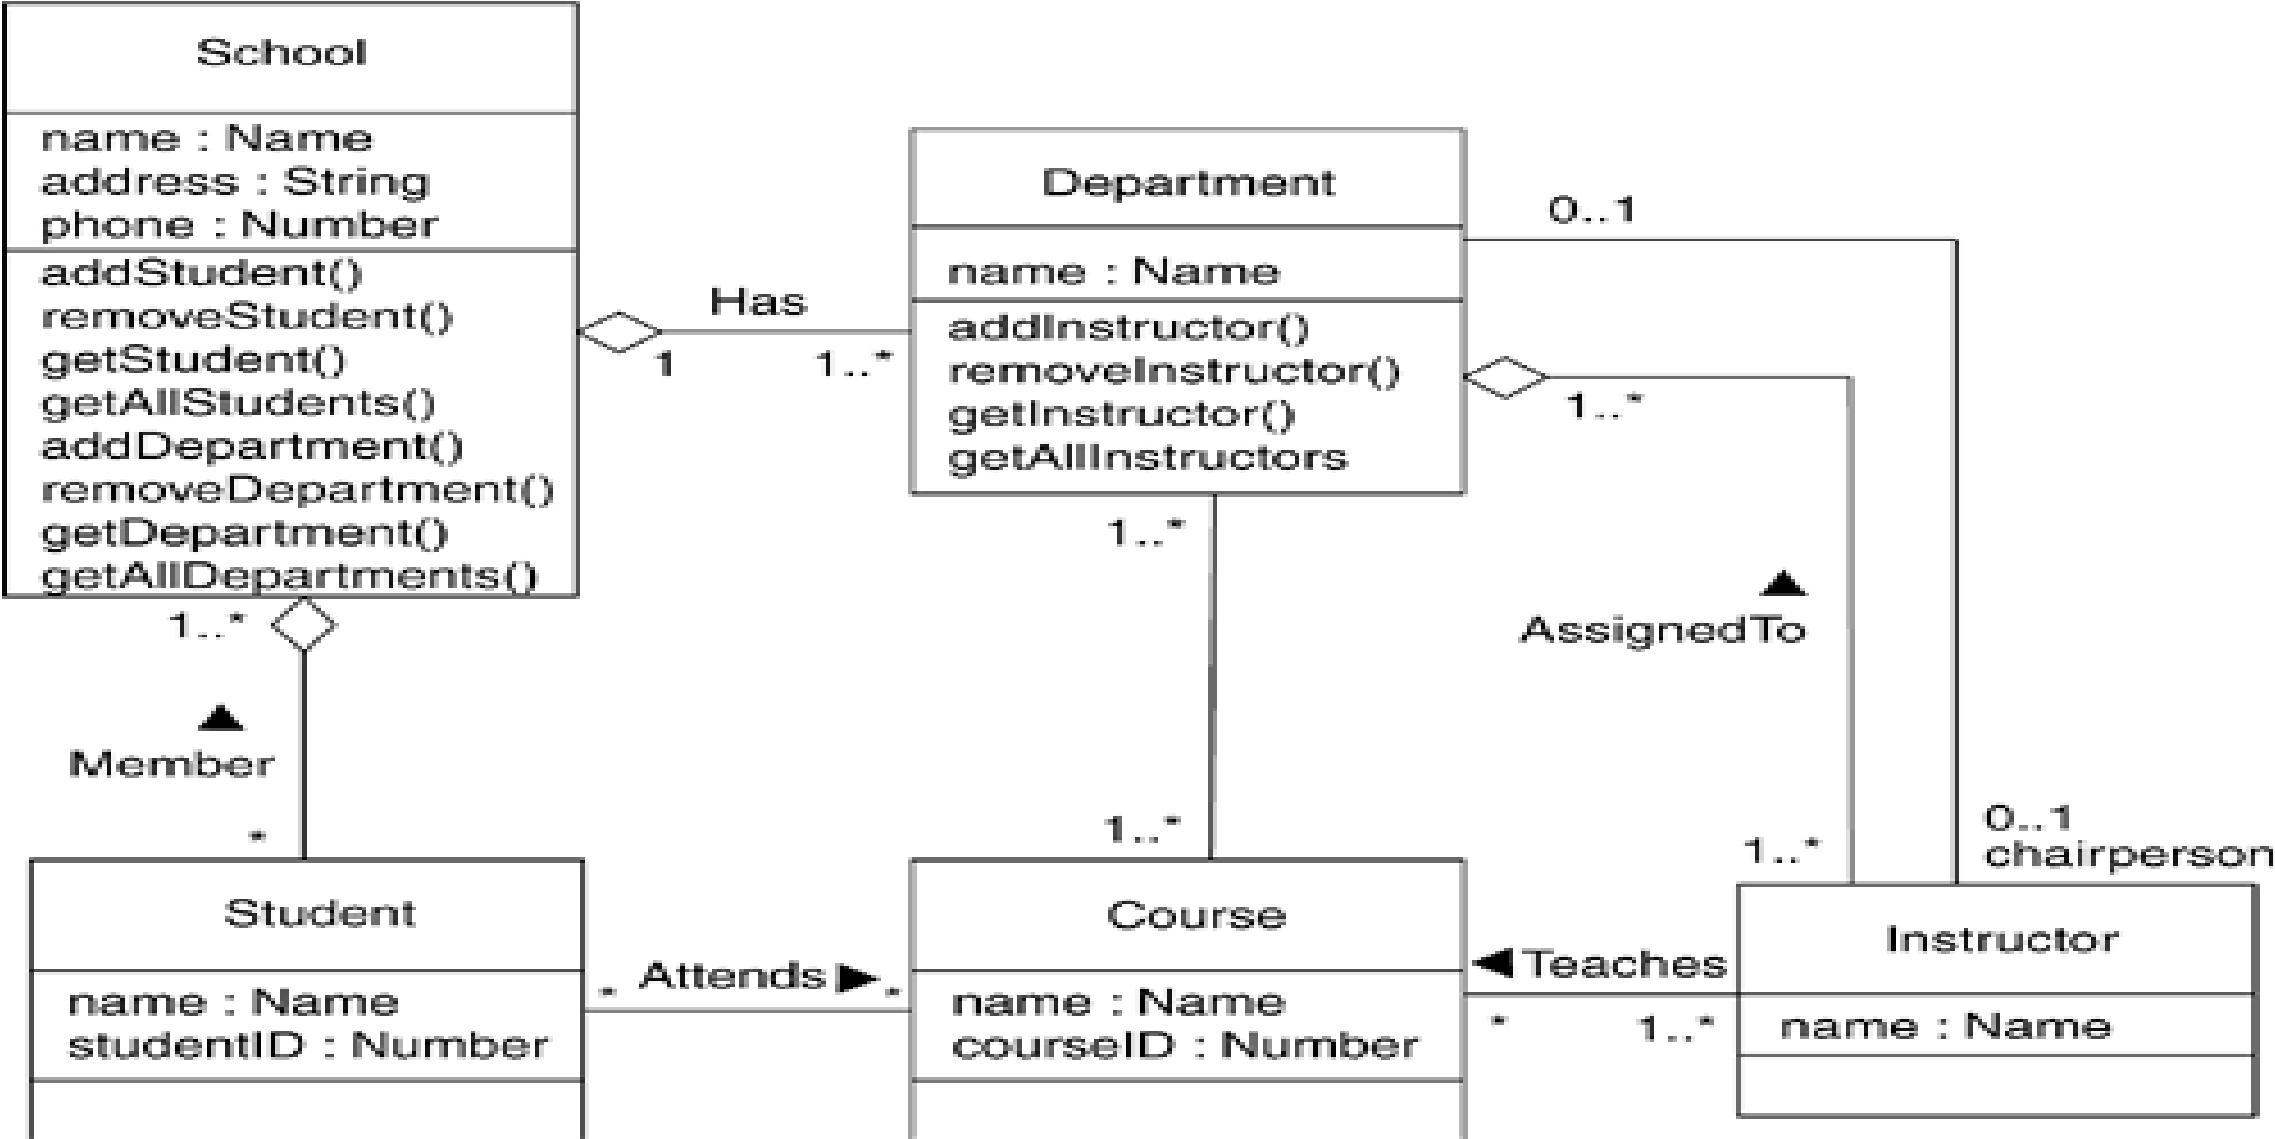 School
name : Name
address : String
phone : Number
addStudent()
removeStudent()
getStudent()
getAllStudents()
addDepartment()
removeDepartment()
getDepartment()
getAllDepartments()
Has
1
1..*
Department
name : Name
addInstructor()
removeInstructor()
getInstructor()
getAllInstructors
0..1
1..*
1..*
AssignedTo
1..*
Member
*
1..*
1..*
0..1
chairperson
Student
name : Name
studentID : Number
* Attends *
Course
name : Name
courseID : Number
Teaches
* 1..*
Instructor
name : Name